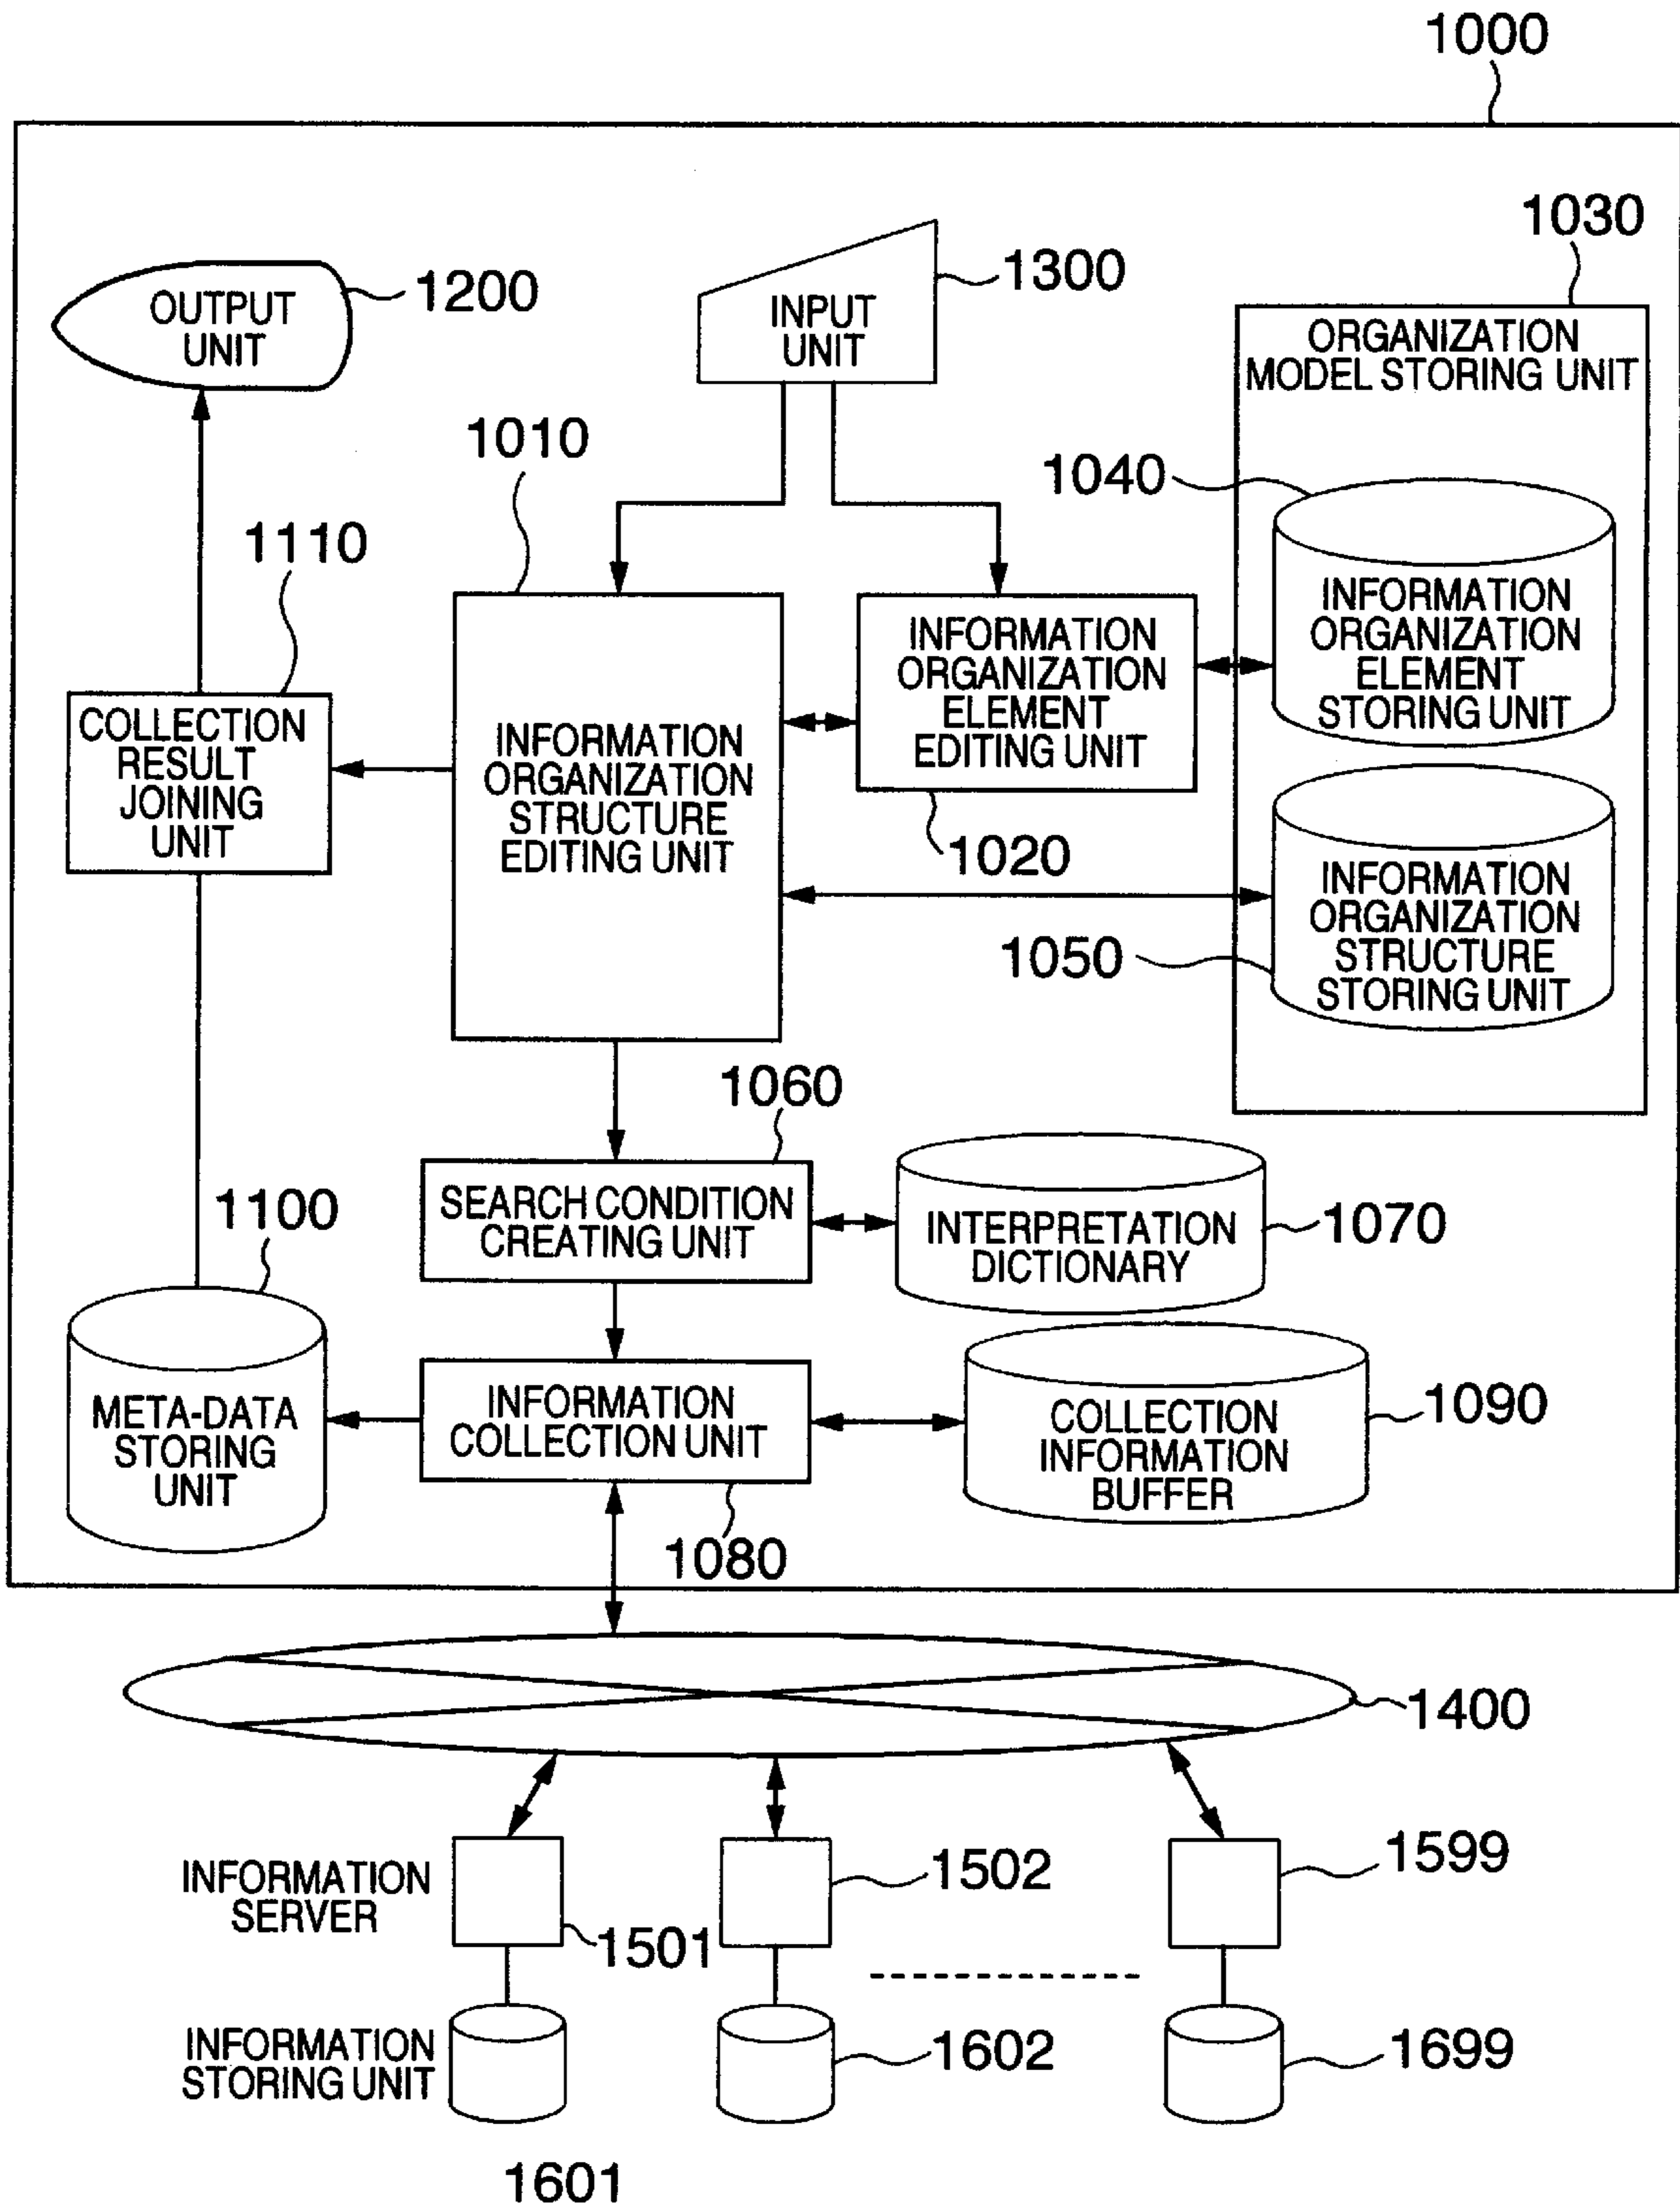 1000
1030
1300
1200
OUTPUT
UNIT
INPUT
UNIT
ORGANIZATION
MODEL STORING UNIT
1010
1040
1110
INFORMATION
ORGANIZATION
ELEMENT
STORING UNIT
INFORMATION
ORGANIZATION
ELEMENT
EDITING UNIT
COLLECTION
RESULT
JOINING
UNIT
INFORMATION
ORGANIZATION
STRUCTURE
EDITING UNIT
1020
INFORMATION
ORGANIZATION
STRUCTURE
STORING UNIT
1050
1060
1100
SEARCH CONDITION
CREATING UNIT
INTERPRETATION
DICTIONARY
1070
META-DATA
STORING
UNIT
INFORMATION
COLLECTION UNIT
COLLECTION
INFORMATION
BUFFER
1090
1080
1400
INFORMATION
SERVER
1501
1502
1599
INFORMATION
STORING UNIT
1602
1699
1601